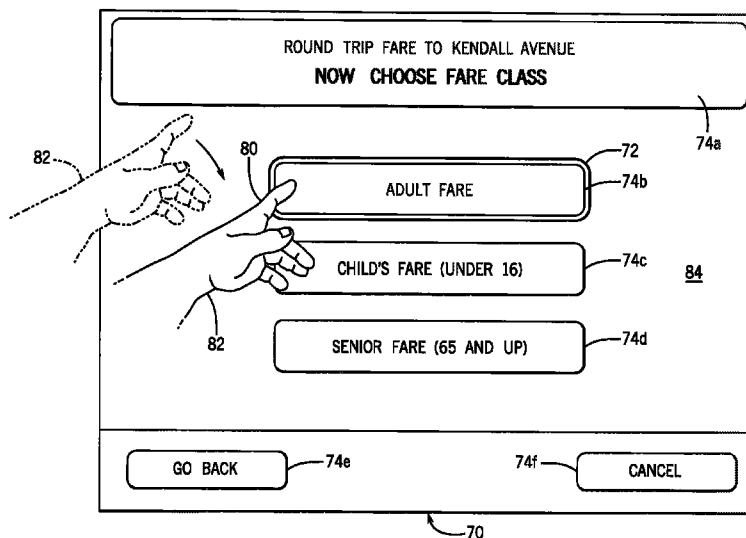 ROUND TRIP FARE TO KENDALL AVENUE
NOW CHOOSE FARE CLASS
74a
82
80
72
ADULT FARE
74b
CHILD'S FARE (UNDER 16)
74c
84
82
SENIOR FARE (65 AND UP)
74d
GO BACK
74e
74f
CANCEL
70